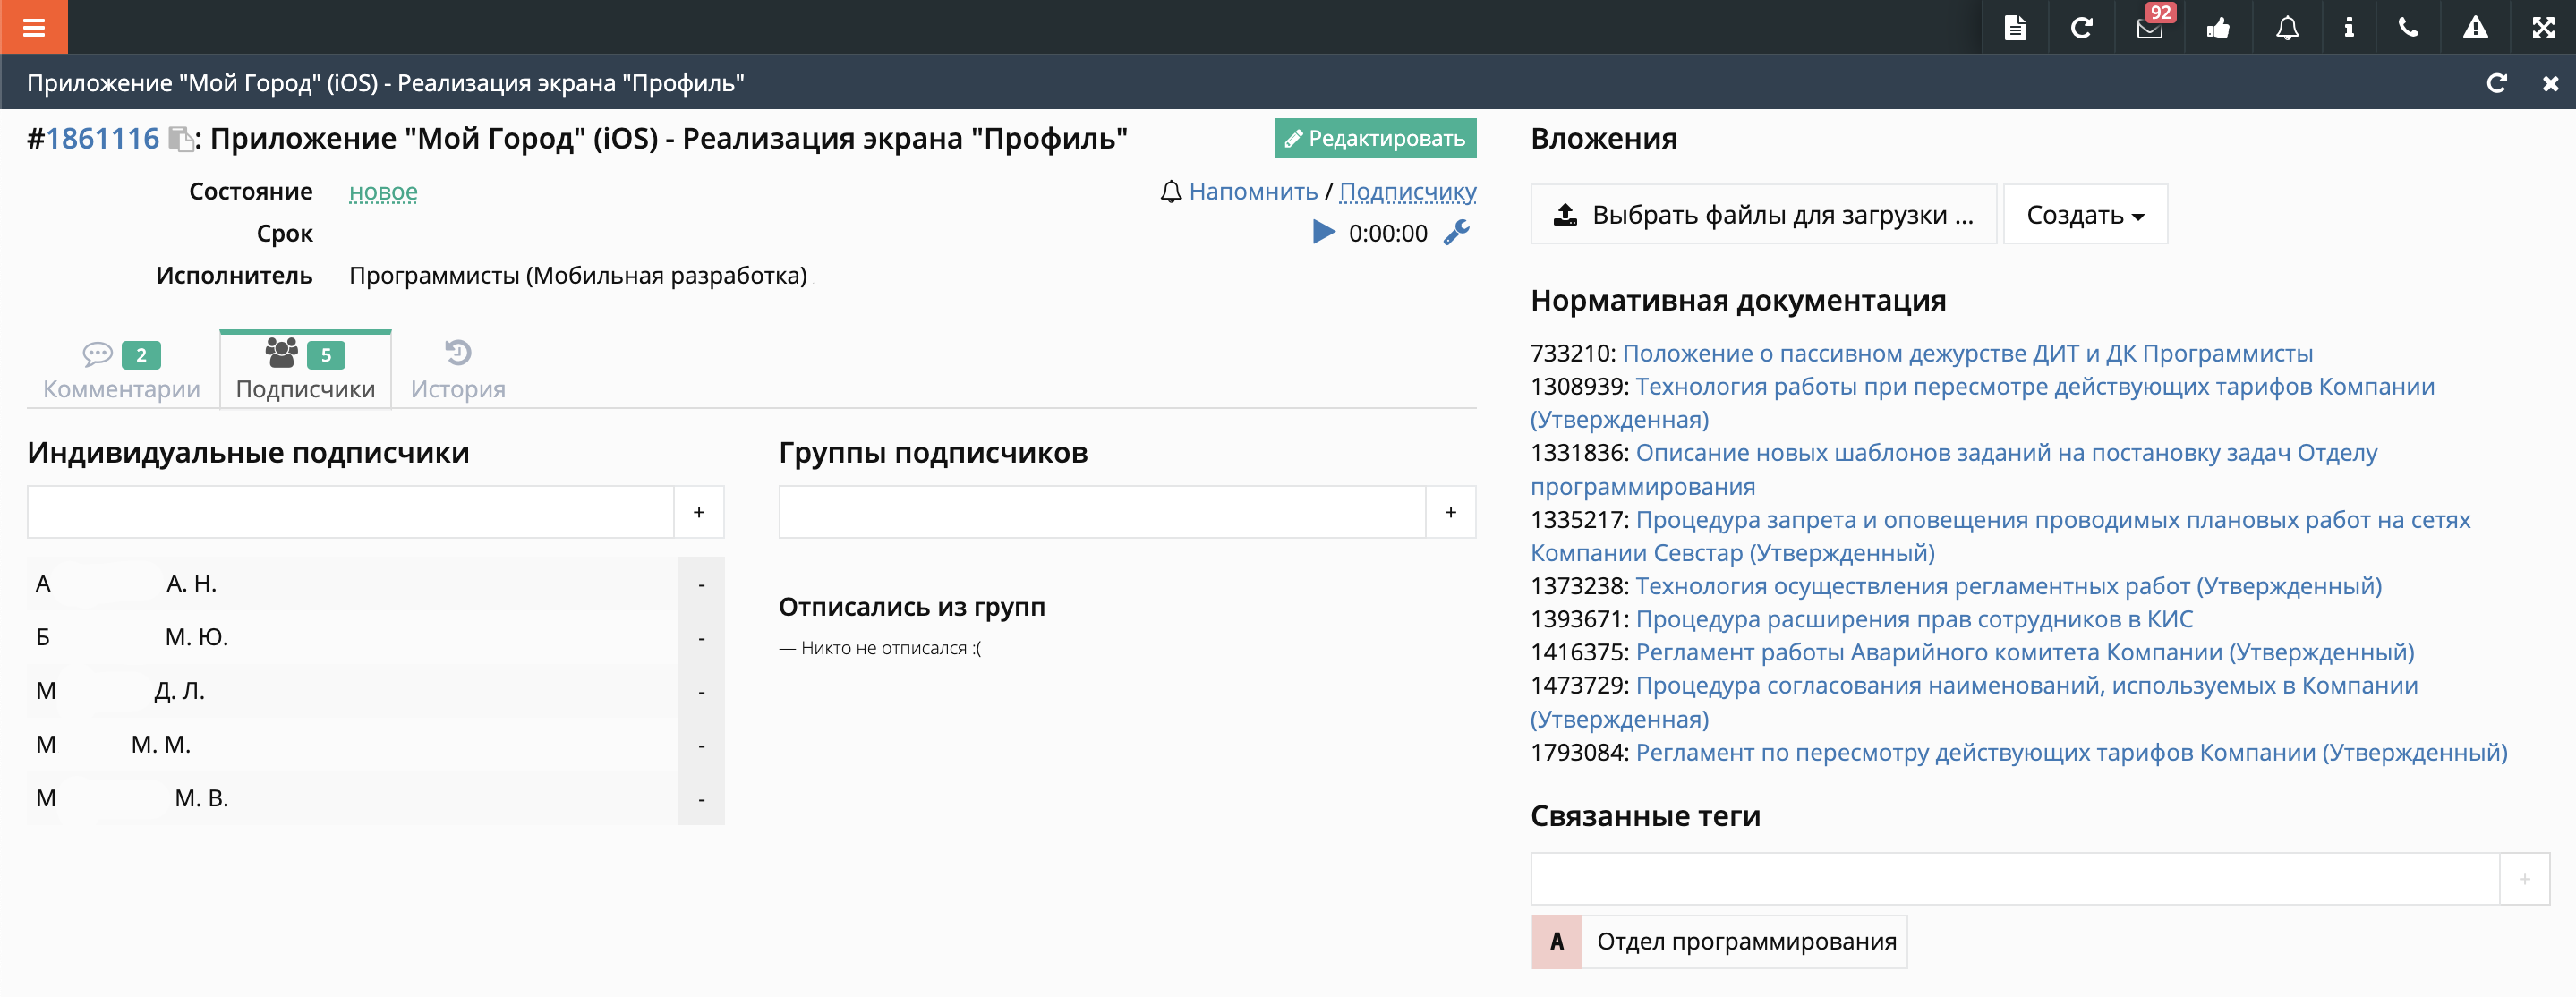 92
Приложение "Мой Город" (iOS) - Реализация экрана "Профиль"
#1861116 : Приложение "Мой Город" (iOS) - Реализация экрана "Профиль"
Редактировать
Состояние новое
Напомнить / Подписчику
Срок
0:00:00
Исполнитель Программисты (Мобильная разработка)
2
Комментарии
5
Подписчики
История
Индивидуальные подписчики
+
А А. Н. -
Б М. Ю. -
М Д. Л. -
М М. М. -
М М. В. -
Группы подписчиков
+
Отписались из групп
— Никто не отписался :(
Вложения
Выбрать файлы для загрузки ...
Создать
Нормативная документация
733210: Положение о пассивном дежурстве ДИТ и ДК Программисты
1308939: Технология работы при пересмотре действующих тарифов Компании
(Утвержденная)
1331836: Описание новых шаблонов заданий на постановку задач Отделу
программирования
1335217: Процедура запрета и оповещения проводимых плановых работ на сетях
Компании Севстар (Утвержденный)
1373238: Технология осуществления регламентных работ (Утвержденный)
1393671: Процедура расширения прав сотрудников в КИС
1416375: Регламент работы Аварийного комитета Компании (Утвержденный)
1473729: Процедура согласования наименований, используемых в Компании
(Утвержденная)
1793084: Регламент по пересмотру действующих тарифов Компании (Утвержденный)
Связанные теги
+
А Отдел программирования